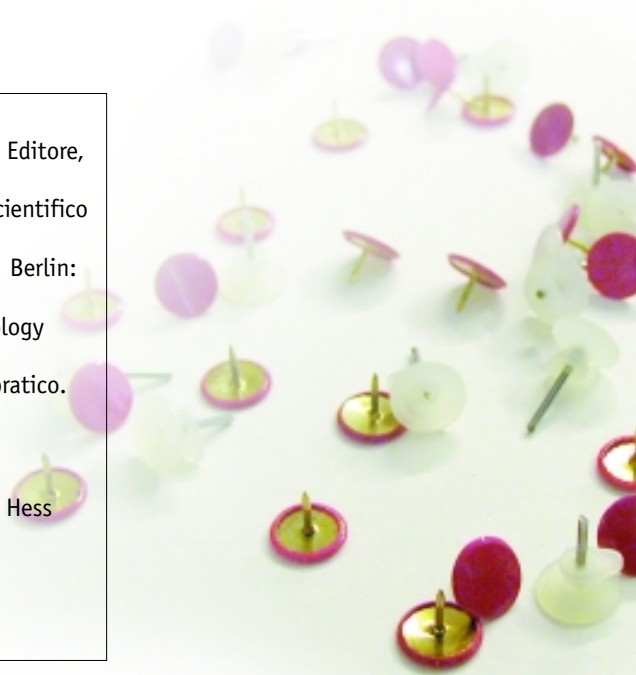 Editore,
cientifico
Berlin:
logy
oratico.
Hess